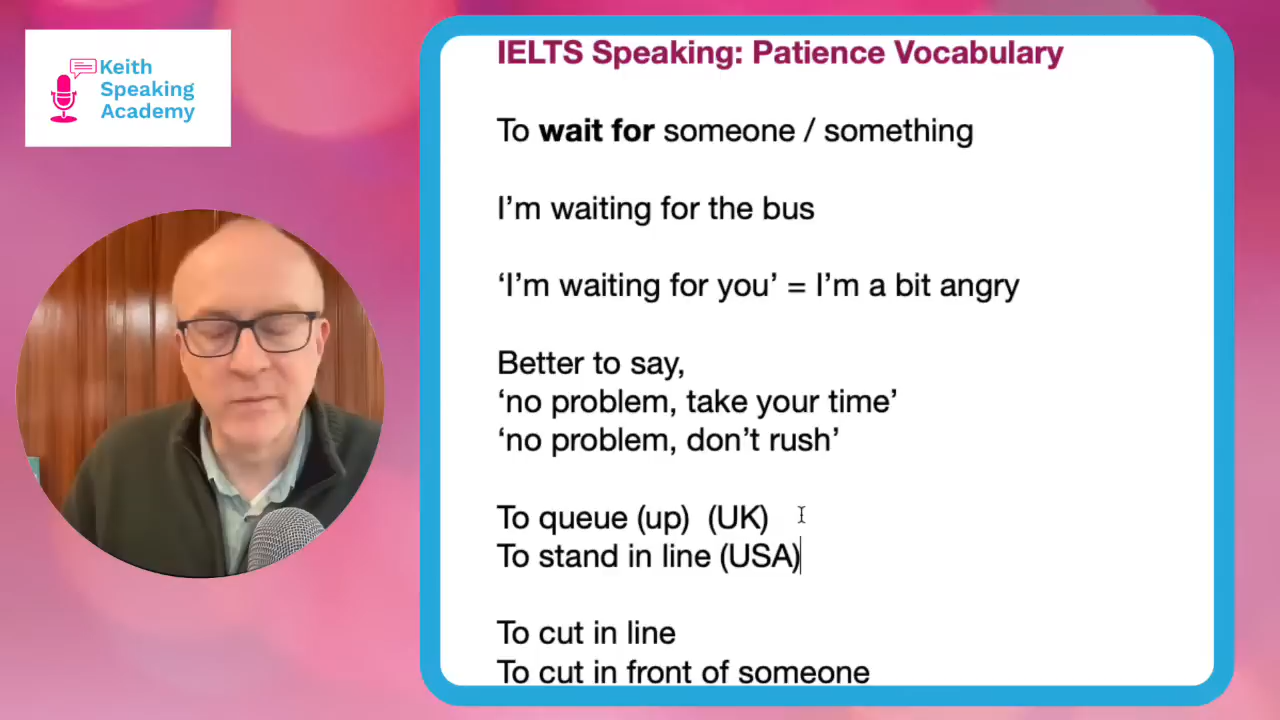 Keith
Speaking
Academy
IELTS Speaking: Patience Vocabulary
To wait for someone / something
I’m waiting for the bus
‘I’m waiting for you’ = I’m a bit angry
Better to say,
‘no problem, take your time’
‘no problem, don’t rush’
To queue (up)  (UK)
To stand in line (USA)
To cut in line
To cut in front of someone